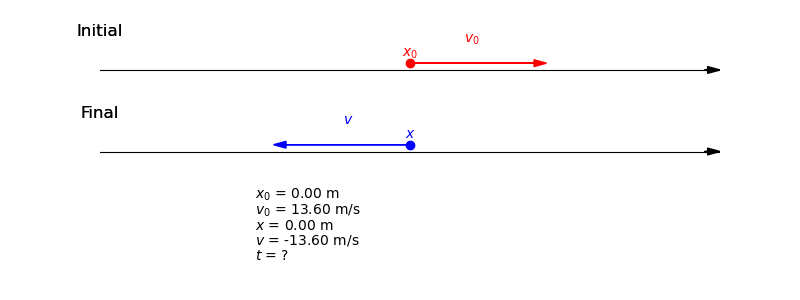 Initial
v₀
x₀
Final
v
x
x₀ = 0.00 m
v₀ = 13.60 m/s
x = 0.00 m
v = -13.60 m/s
t = ?